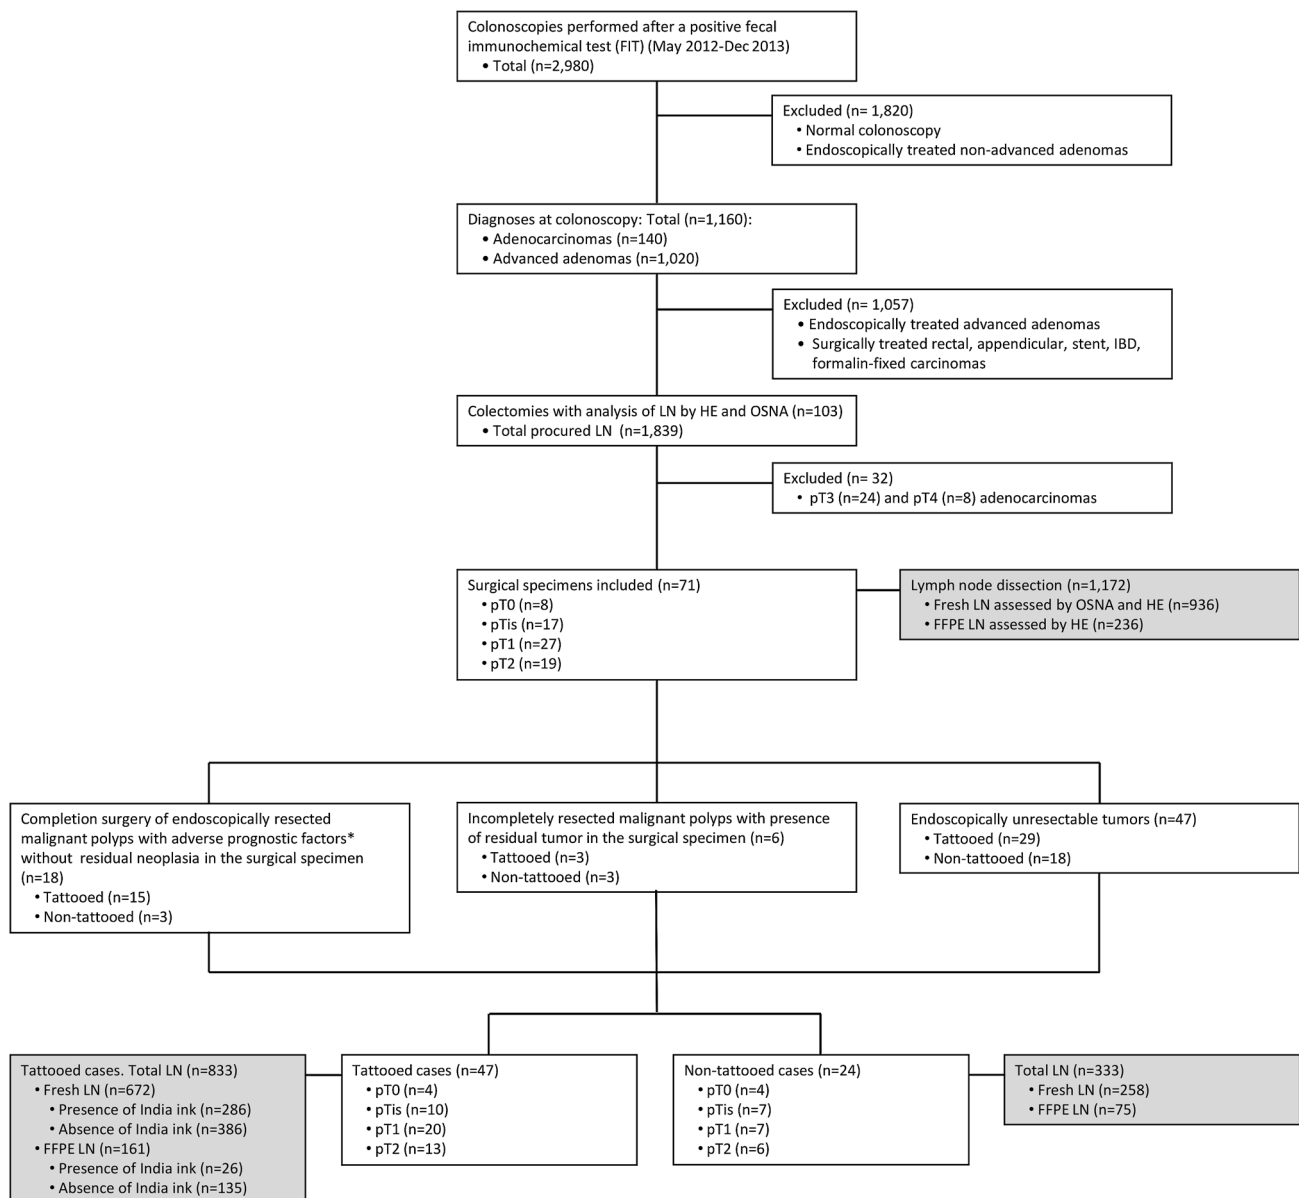 Colonoscopies performed after a positive fecal
immunochemical test (FIT) (May 2012-Dec 2013)
• Total (n=2,980)
Excluded (n= 1,820)
• Normal colonoscopy
• Endoscopically treated non-advanced adenomas
Diagnoses at colonoscopy: Total (n=1,160):
• Adenocarcinomas (n=140)
• Advanced adenomas (n=1,020)
Excluded (n= 1,057)
• Endoscopically treated advanced adenomas
• Surgically treated rectal, appendicular, stent, IBD,
formalin-fixed carcinomas
Colectomies with analysis of LN by HE and OSNA (n=103)
• Total procured LN (n=1,839)
Excluded (n= 32)
• pT3 (n=24) and pT4 (n=8) adenocarcinomas
Surgical specimens included (n=71)
• pT0 (n=8)
• pTis (n=17)
• pT1 (n=27)
• pT2 (n=19)
Lymph node dissection (n=1,172)
• Fresh LN assessed by OSNA and HE (n=936)
• FFPE LN assessed by HE (n=236)
Completion surgery of endoscopically resected
malignant polyps with adverse prognostic factors*
without residual neoplasia in the surgical specimen
(n=18)
• Tattooed (n=15)
• Non-tattooed (n=3)
Incompletely resected malignant polyps with presence
of residual tumor in the surgical specimen (n=6)
• Tattooed (n=3)
• Non-tattooed (n=3)
Endoscopically unresectable tumors (n=47)
• Tattooed (n=29)
• Non-tattooed (n=18)
Tattooed cases. Total LN (n=833)
• Fresh LN (n=672)
• Presence of India ink (n=286)
• Absence of India ink (n=386)
• FFPE LN (n=161)
• Presence of India ink (n=26)
• Absence of India ink (n=135)
Tattooed cases (n=47)
• pT0 (n=4)
• pTis (n=10)
• pT1 (n=20)
• pT2 (n=13)
Non-tattooed cases (n=24)
• pT0 (n=4)
• pTis (n=7)
• pT1 (n=7)
• pT2 (n=6)
Total LN (n=333)
• Fresh LN (n=258)
• FFPE LN (n=75)